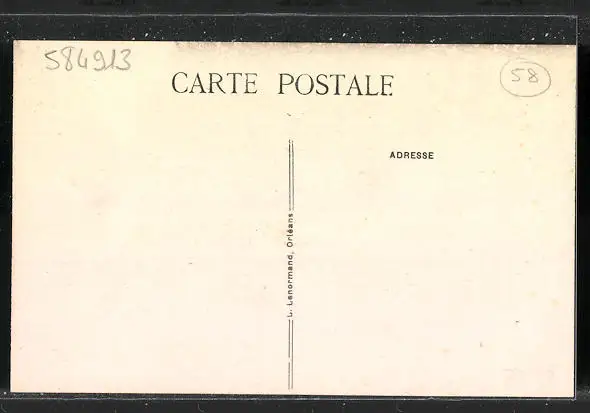 584913
58
CARTE POSTALE
ADRESSE
L. Lenormand, Orléans